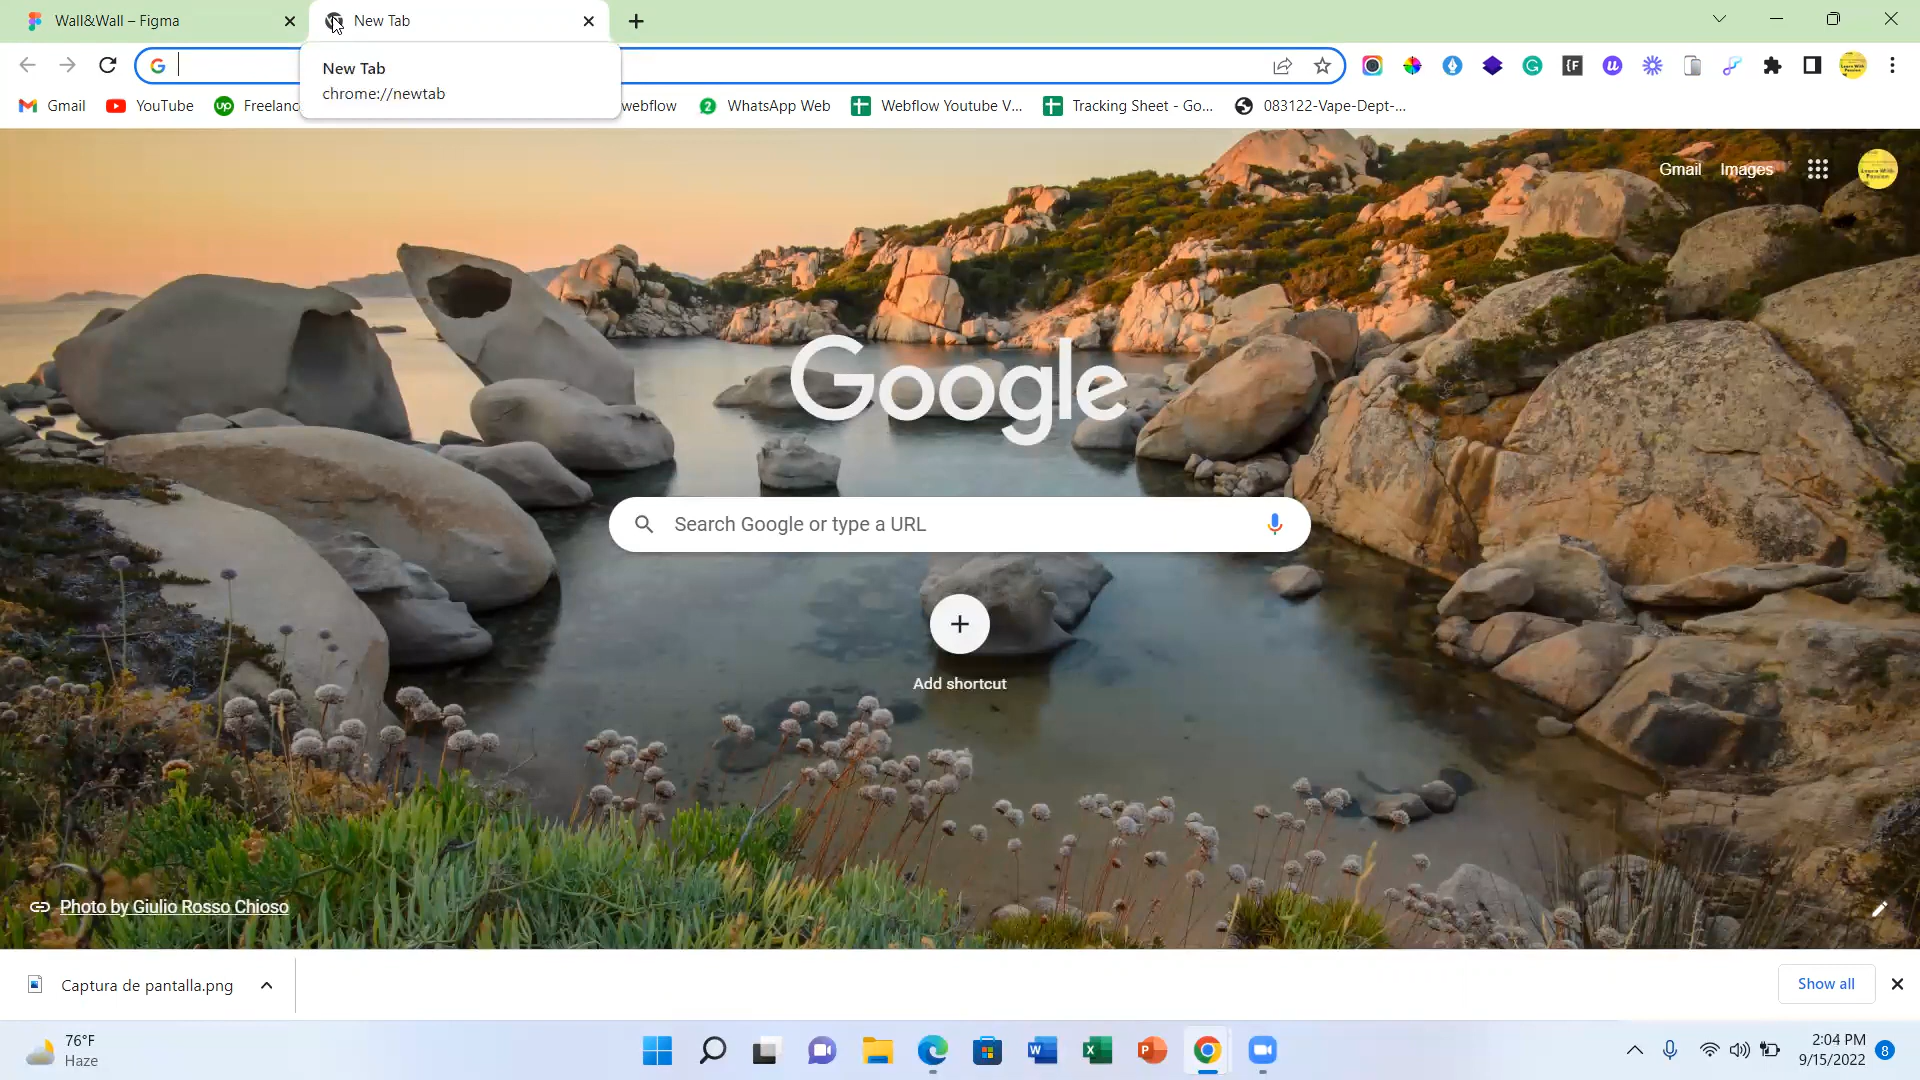 Wall&Wall – Figma
New Tab
New Tab
chrome://newtab
Gmail
YouTube
Freelanc
webflow
WhatsApp Web
Webflow Youtube V...
Tracking Sheet - Go...
083122-Vape-Dept-...
Gmail
Images
Google
Search Google or type a URL
Add shortcut
Photo by Giulio Rosso Chioso
Captura de pantalla.png
Show all
76°F
Haze
2:04 PM
9/15/2022
8